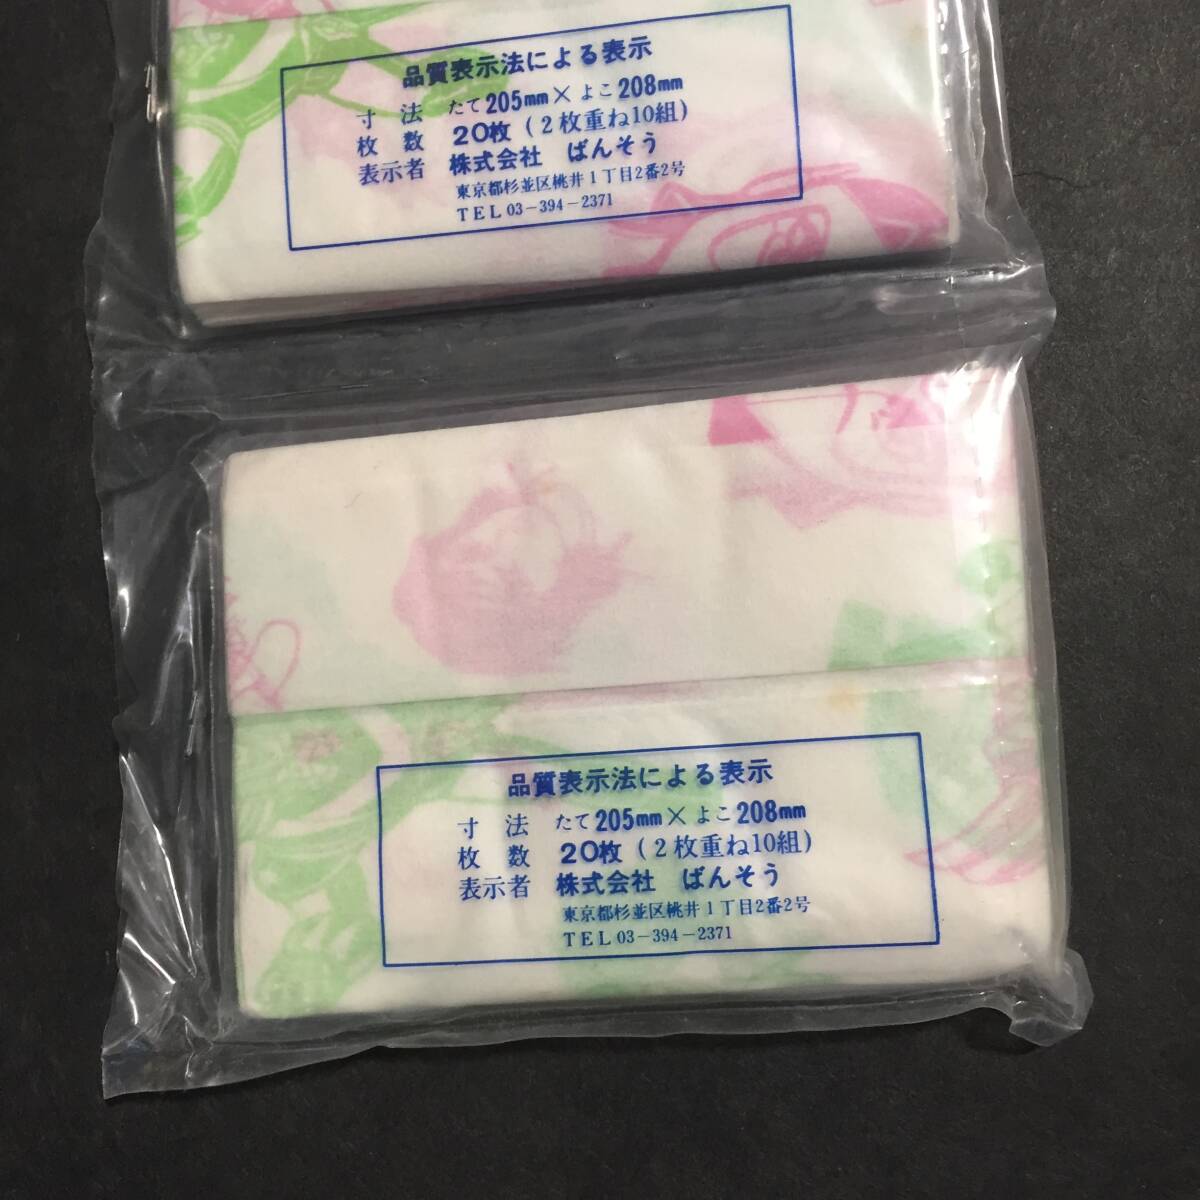 品質表示法による表示
寸 法 たて205mm×よこ208mm
枚 数 20枚(2枚重ね10組)
表示者 株式会社 ばんそう
東京都杉並区桃井1丁目2番2号
TEL 03-394-2371
品質表示法による表示
寸 法 たて205mm×よこ208mm
枚 数 20枚(2枚重ね10組)
表示者 株式会社 ばんそう
東京都杉並区桃井1丁目2番2号
TEL 03-394-2371